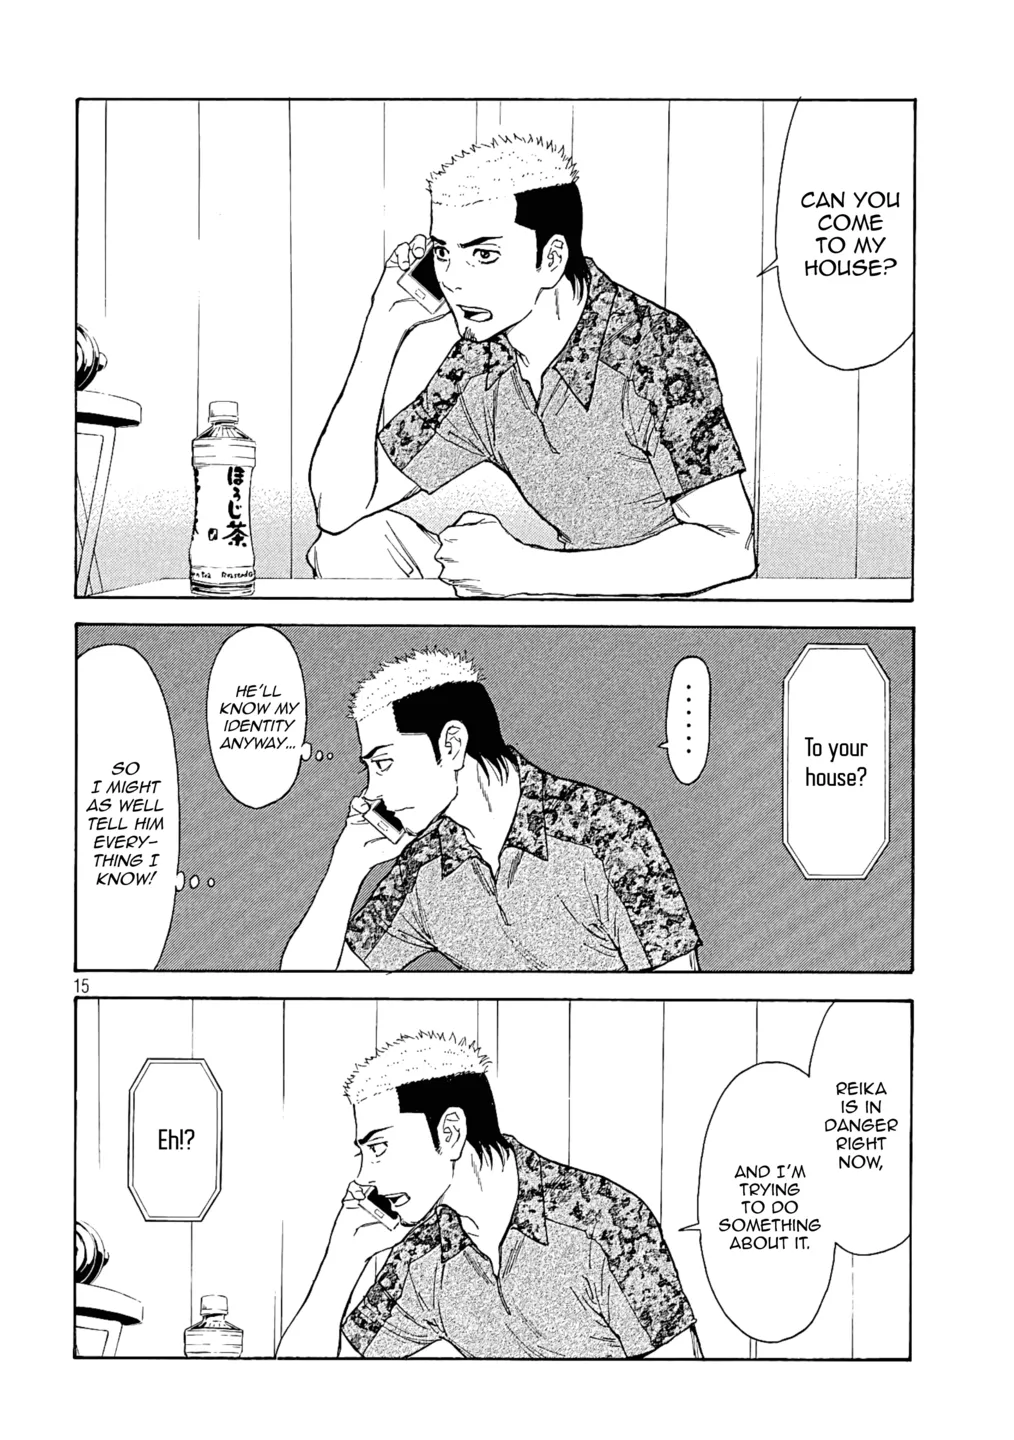 CAN YOU
COME
TO MY
HOUSE?
ほうじ茶
To your
house?
......
HE'LL
KNOW MY
IDENTITY
ANYWAY...
SO
I MIGHT
AS WELL
TELL HIM
EVERY-
THING I
KNOW!
15
REIKA
IS IN
DANGER
RIGHT
NOW,
AND I'M
TRYING
TO DO
SOMETHING
ABOUT IT.
Eh!?